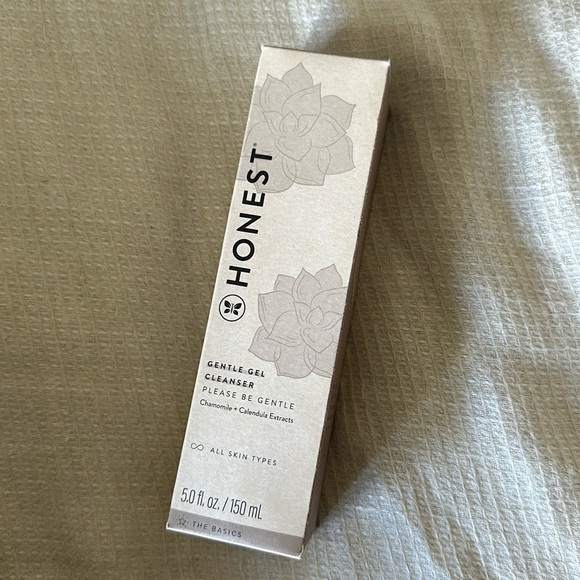 HONEST®
GENTLE GEL
CLEANSER
PLEASE BE GENTLE
Chamomile + Calendula Extracts
ALL SKIN TYPES
5.0 fl. oz. / 150 mL
THE BASICS